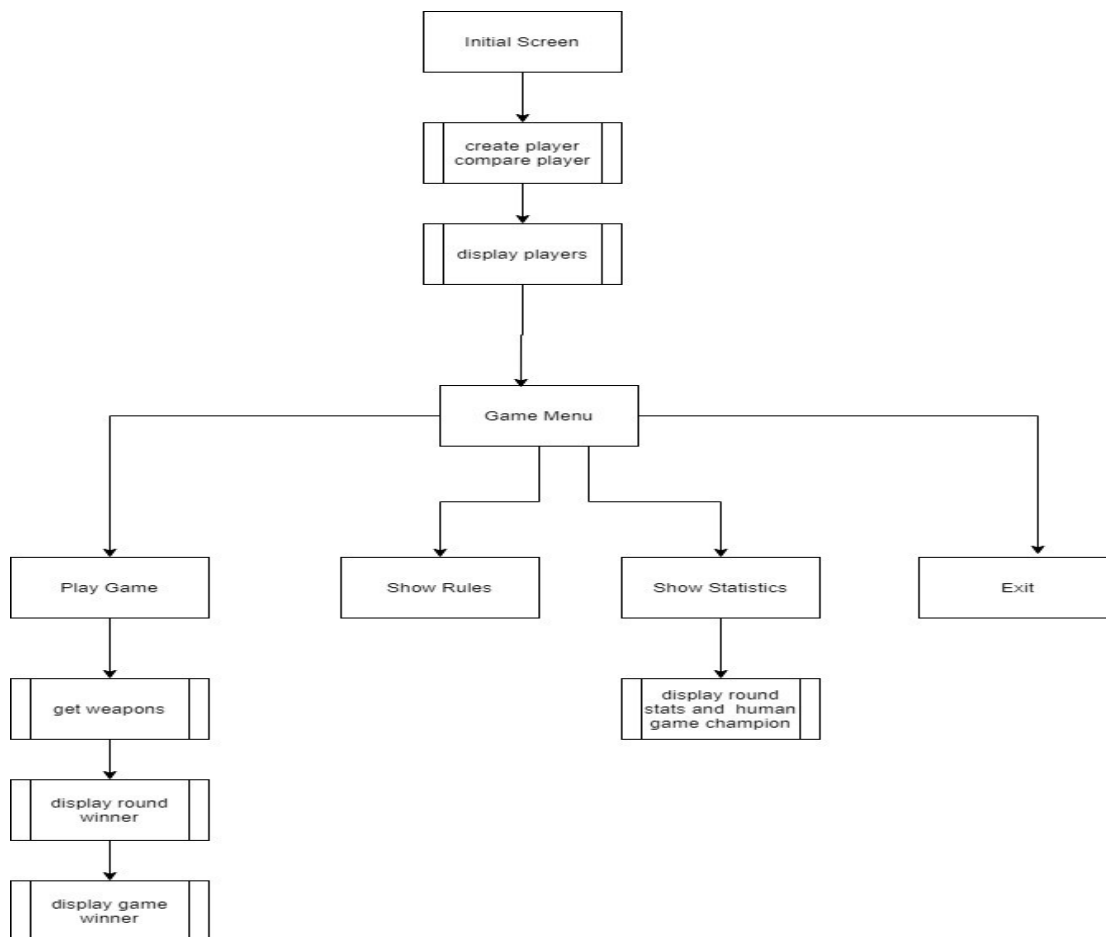 Initial Screen
create player
compare player
display players
Game Menu
Play Game
Show Rules
Show Statistics
Exit
get weapons
display round
stats and human
game champion
display round
winner
display game
winner